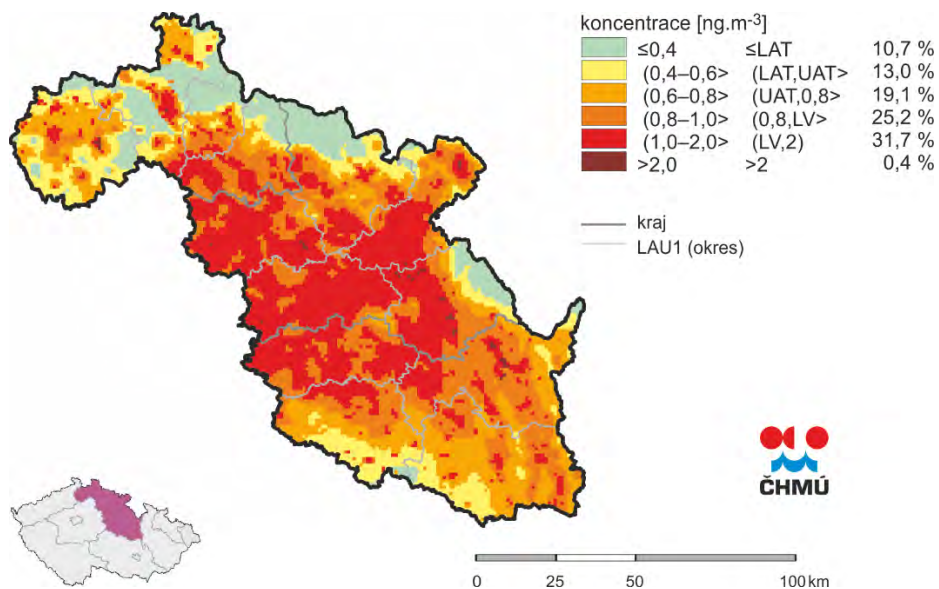 koncentrace [ng.m-3]
≤0,4 ≤LAT 10,7 %
(0,4–0,6> (LAT,UAT> 13,0 %
(0,6–0,8> (UAT,0,8> 19,1 %
(0,8–1,0> (0,8,LV> 25,2 %
(1,0–2,0> (LV,2) 31,7 %
>2,0 >2 0,4 %
kraj
LAU1 (okres)
ČHMÚ
0 25 50 100 km